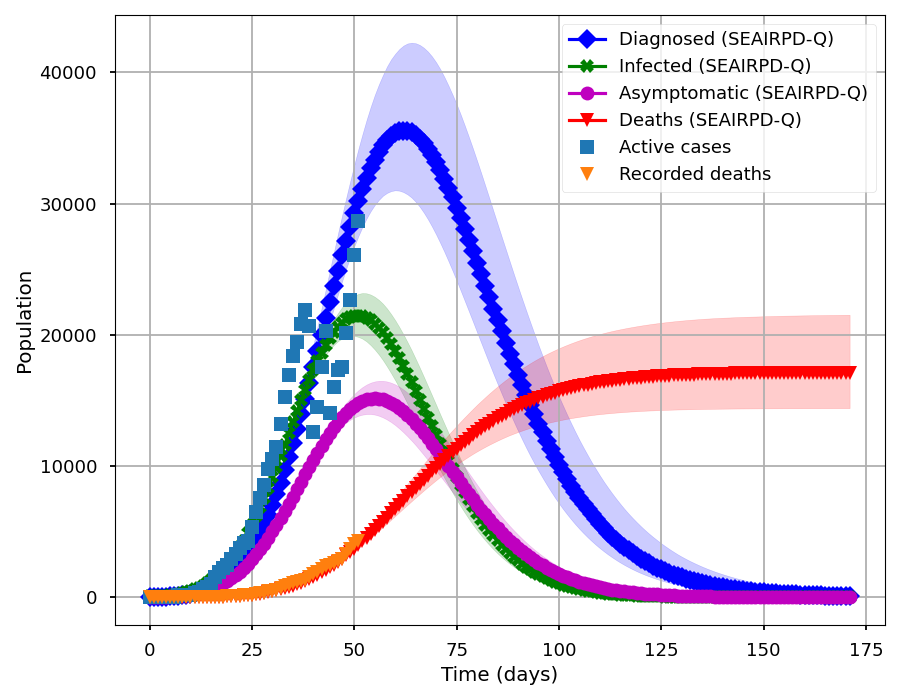 Diagnosed (SEAIRPD-Q)
Infected (SEAIRPD-Q)
Asymptomatic (SEAIRPD-Q)
Deaths (SEAIRPD-Q)
Active cases
Recorded deaths
Population
40000
30000
20000
10000
0
0 25 50 75 100 125 150 175
Time (days)